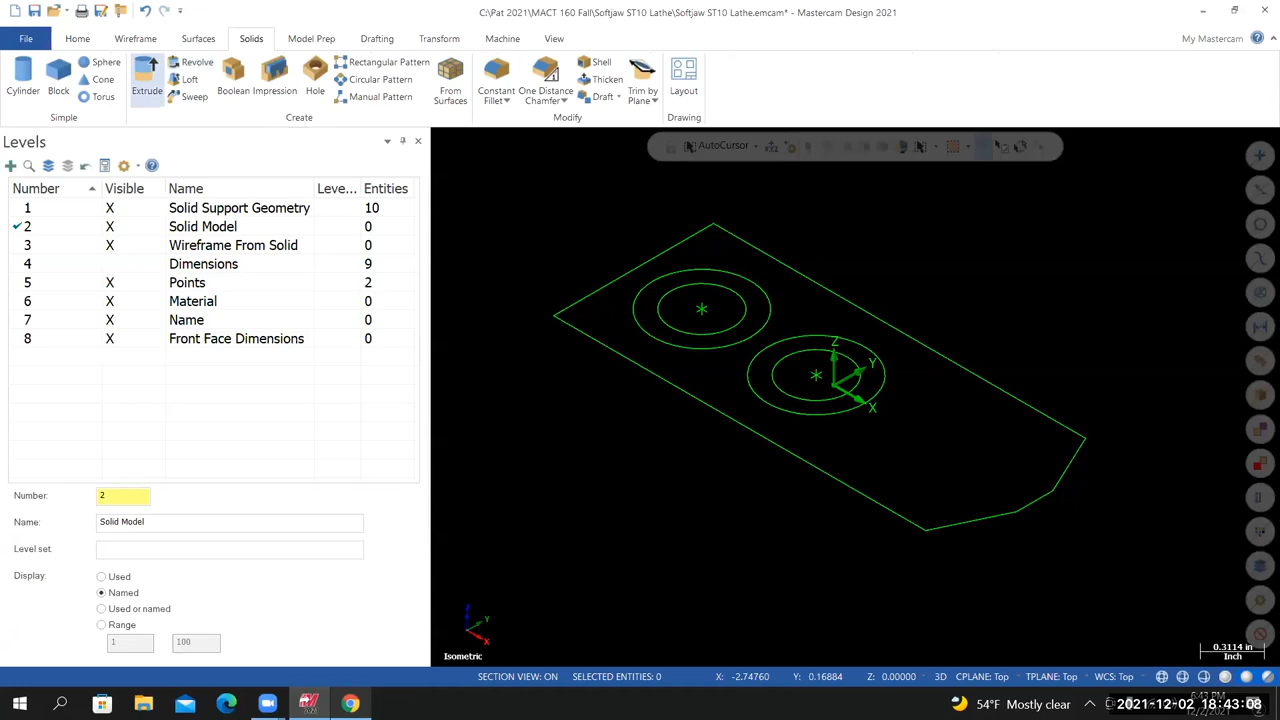 C:\Pat 2021\MACT 160 Fall\Softjaw ST10 Lathe\Softjaw ST10 Lathe.emcam* - Mastercam Design 2021
File Home Wireframe Surfaces Solids Model Prep Drafting Transform Machine View My Mastercam
Cylinder Block Sphere Cone Torus
Simple
Extrude Revolve Loft Sweep Boolean Impression Hole Rectangular Pattern Circular Pattern Manual Pattern From Surfaces
Create
Constant Fillet One Distance Chamfer Shell Thicken Draft Trim by Plane
Modify
Layout
Drawing
Levels
Number Visible Name Leve... Entities
1 X Solid Support Geometry 10
2 X Solid Model 0
3 X Wireframe From Solid 0
4 Dimensions 9
5 X Points 2
6 X Material 0
7 X Name 0
8 X Front Face Dimensions 0
Number: 2
Name: Solid Model
Level set:
Display: Used
Named
Used or named
Range
1 100
AutoCursor
Z
Y
X
Z
Y
X
Isometric
0.3114 in
Inch
SECTION VIEW: ON SELECTED ENTITIES: 0 X: -2.74760 Y: 0.16884 Z: 0.00000 3D CPLANE: Top TPLANE: Top WCS: Top
54°F Mostly clear
6:43 PM
2021-12-02 18:43:08
12/2/2021